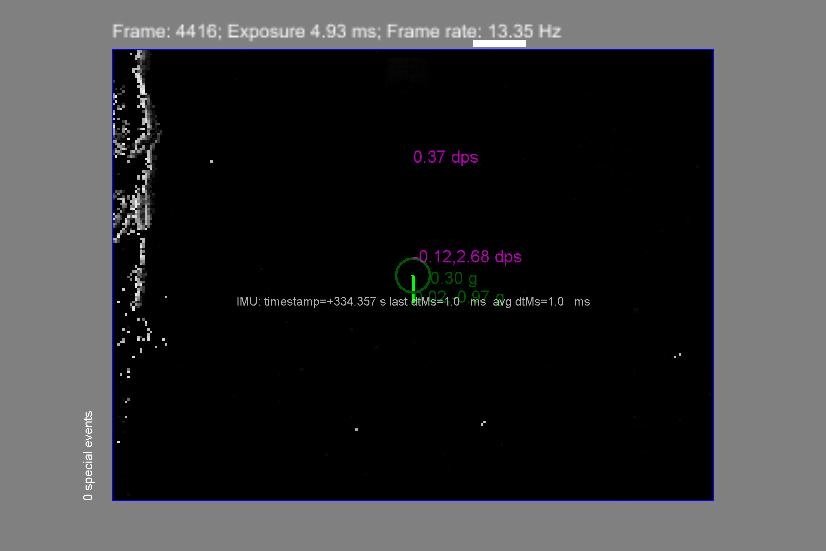 Frame: 4416; Exposure 4.93 ms; Frame rate: 13.35 Hz
0.37 dps
-0.12,2.68 dps
0.30 g
0.97 g
IMU: timestamp=+334.357 s last dtMs=1.0 ms avg dtMs=1.0 ms
0 special events